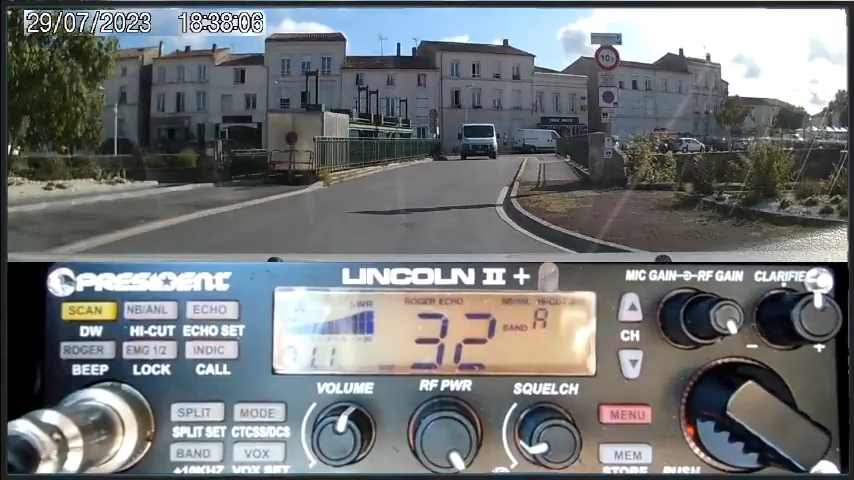 29/07/2023 18:38:06
PRESIDENT
LINCOLN II +
MIC GAIN RF GAIN CLARIFIER
SCAN NB/ANL ECHO
DW HI-CUT ECHO SET
ROGER EMG 1/2 INDIC
BEEP LOCK CALL
SWR ROGER ECHO NB/ANL HI-CUT
32 BAND A
CH
VOLUME RF PWR SQUELCH
SPLIT MODE
SPLIT SET CTCSS/DCS
BAND VOX
+10KHZ VOX SET
MENU
MEM
STORE PUSH